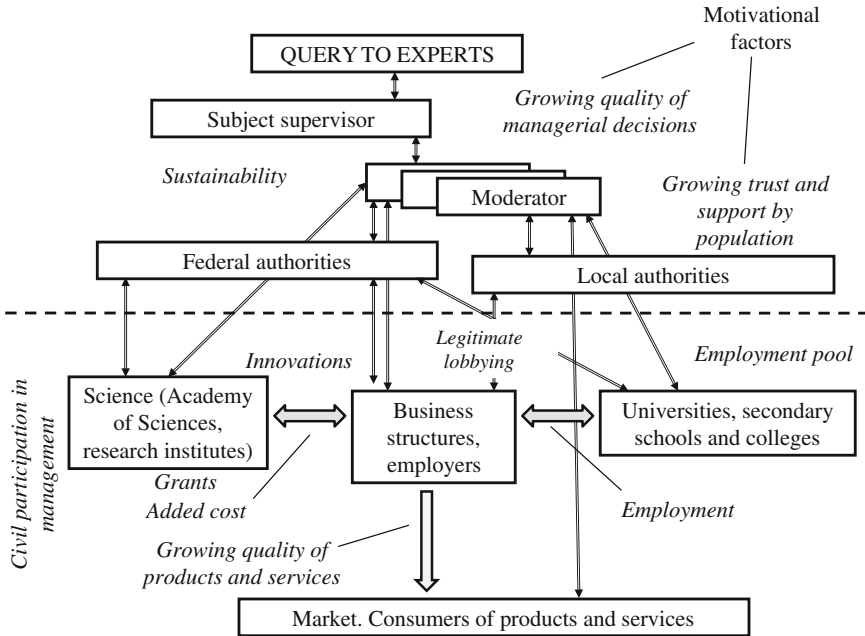 Motivational
factors
QUERY TO EXPERTS
Growing quality of
managerial decisions
Subject supervisor
Sustainability
Moderator
Growing trust and
support by
population
Federal authorities
Local authorities
Civil participation in
management
Innovations
Legitimate
lobbying
Employment pool
Science (Academy
of Sciences,
research institutes)
Business
structures,
employers
Universities, secondary
schools and colleges
Grants
Added cost
Employment
Growing quality of
products and services
Market. Consumers of products and services